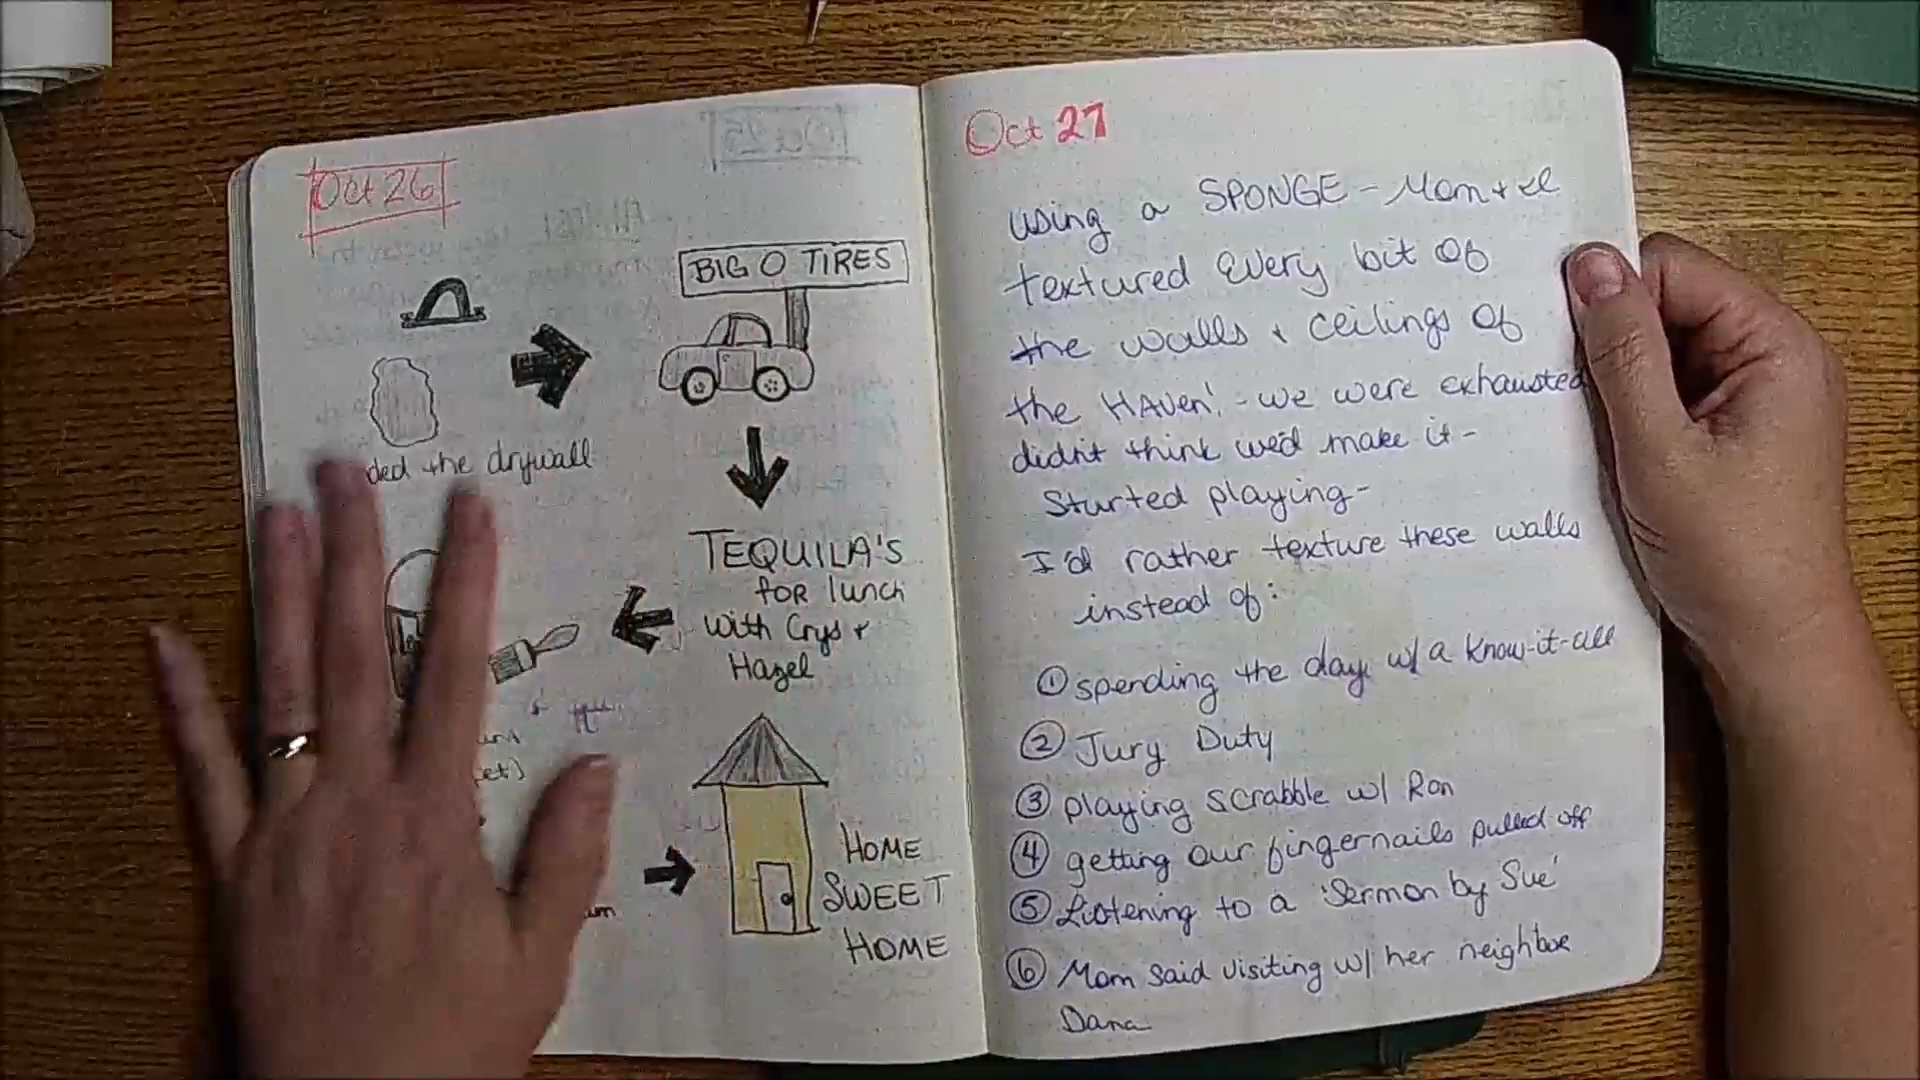 Oct 26
BIG O TIRES
ded the drywall
TEQUILA'S
for lunch
with Crys +
Hazel
HOME
SWEET
HOME
Oct 27
using a SPONGE - Mom + I
textured every bit of
the walls + ceilings of
the HAVEN! - we were exhausted
didn't think we'd make it -
Started playing -
I'd rather texture these walls
instead of:
① spending the day w/ a know-it-all
② Jury Duty
③ playing scrabble w/ Ron
④ getting our fingernails pulled off
⑤ Listening to a 'Sermon by Sue'
⑥ Mom said visiting w/ her neighbor
Dana